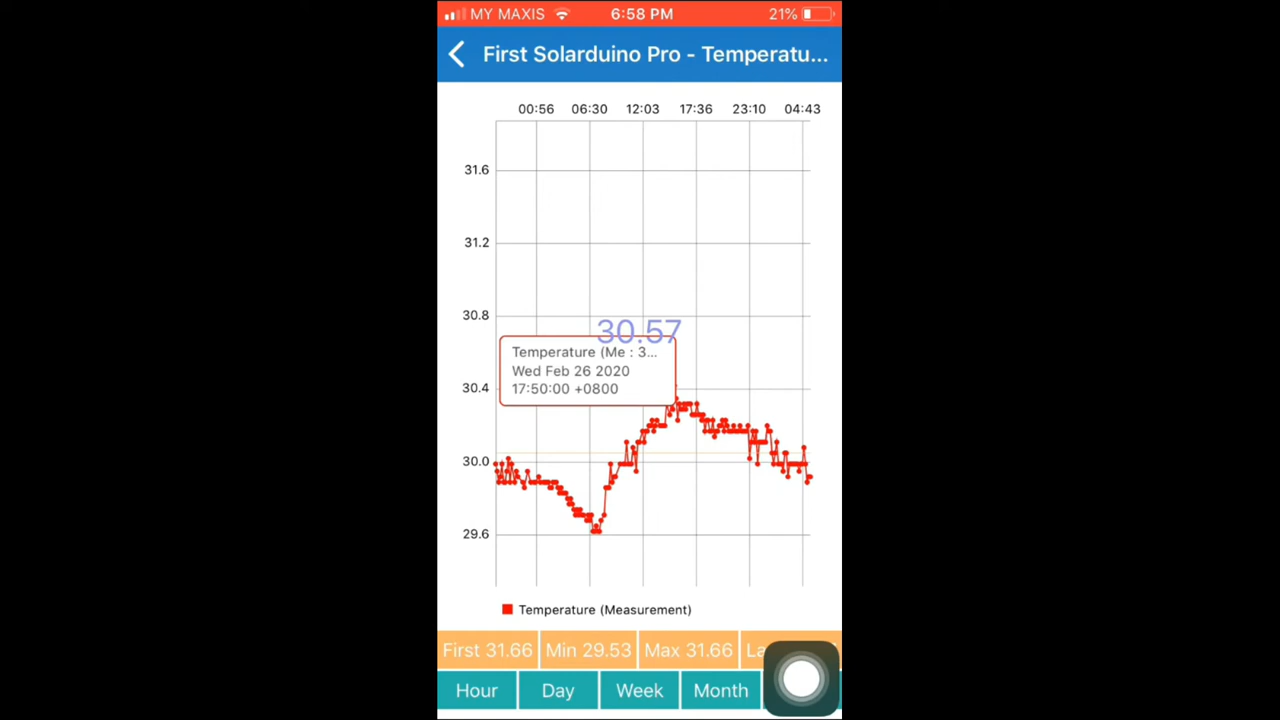 MY MAXIS 6:58 PM 21%
First Solarduino Pro - Temperatu...
00:56 06:30 12:03 17:36 23:10 04:43
31.6
31.2
30.8
30.57
Temperature (Me : 3...
Wed Feb 26 2020
30.4
17:50:00 +0800
30.0
29.6
Temperature (Measurement)
First 31.66 Min 29.53 Max 31.66
Hour Day Week Month